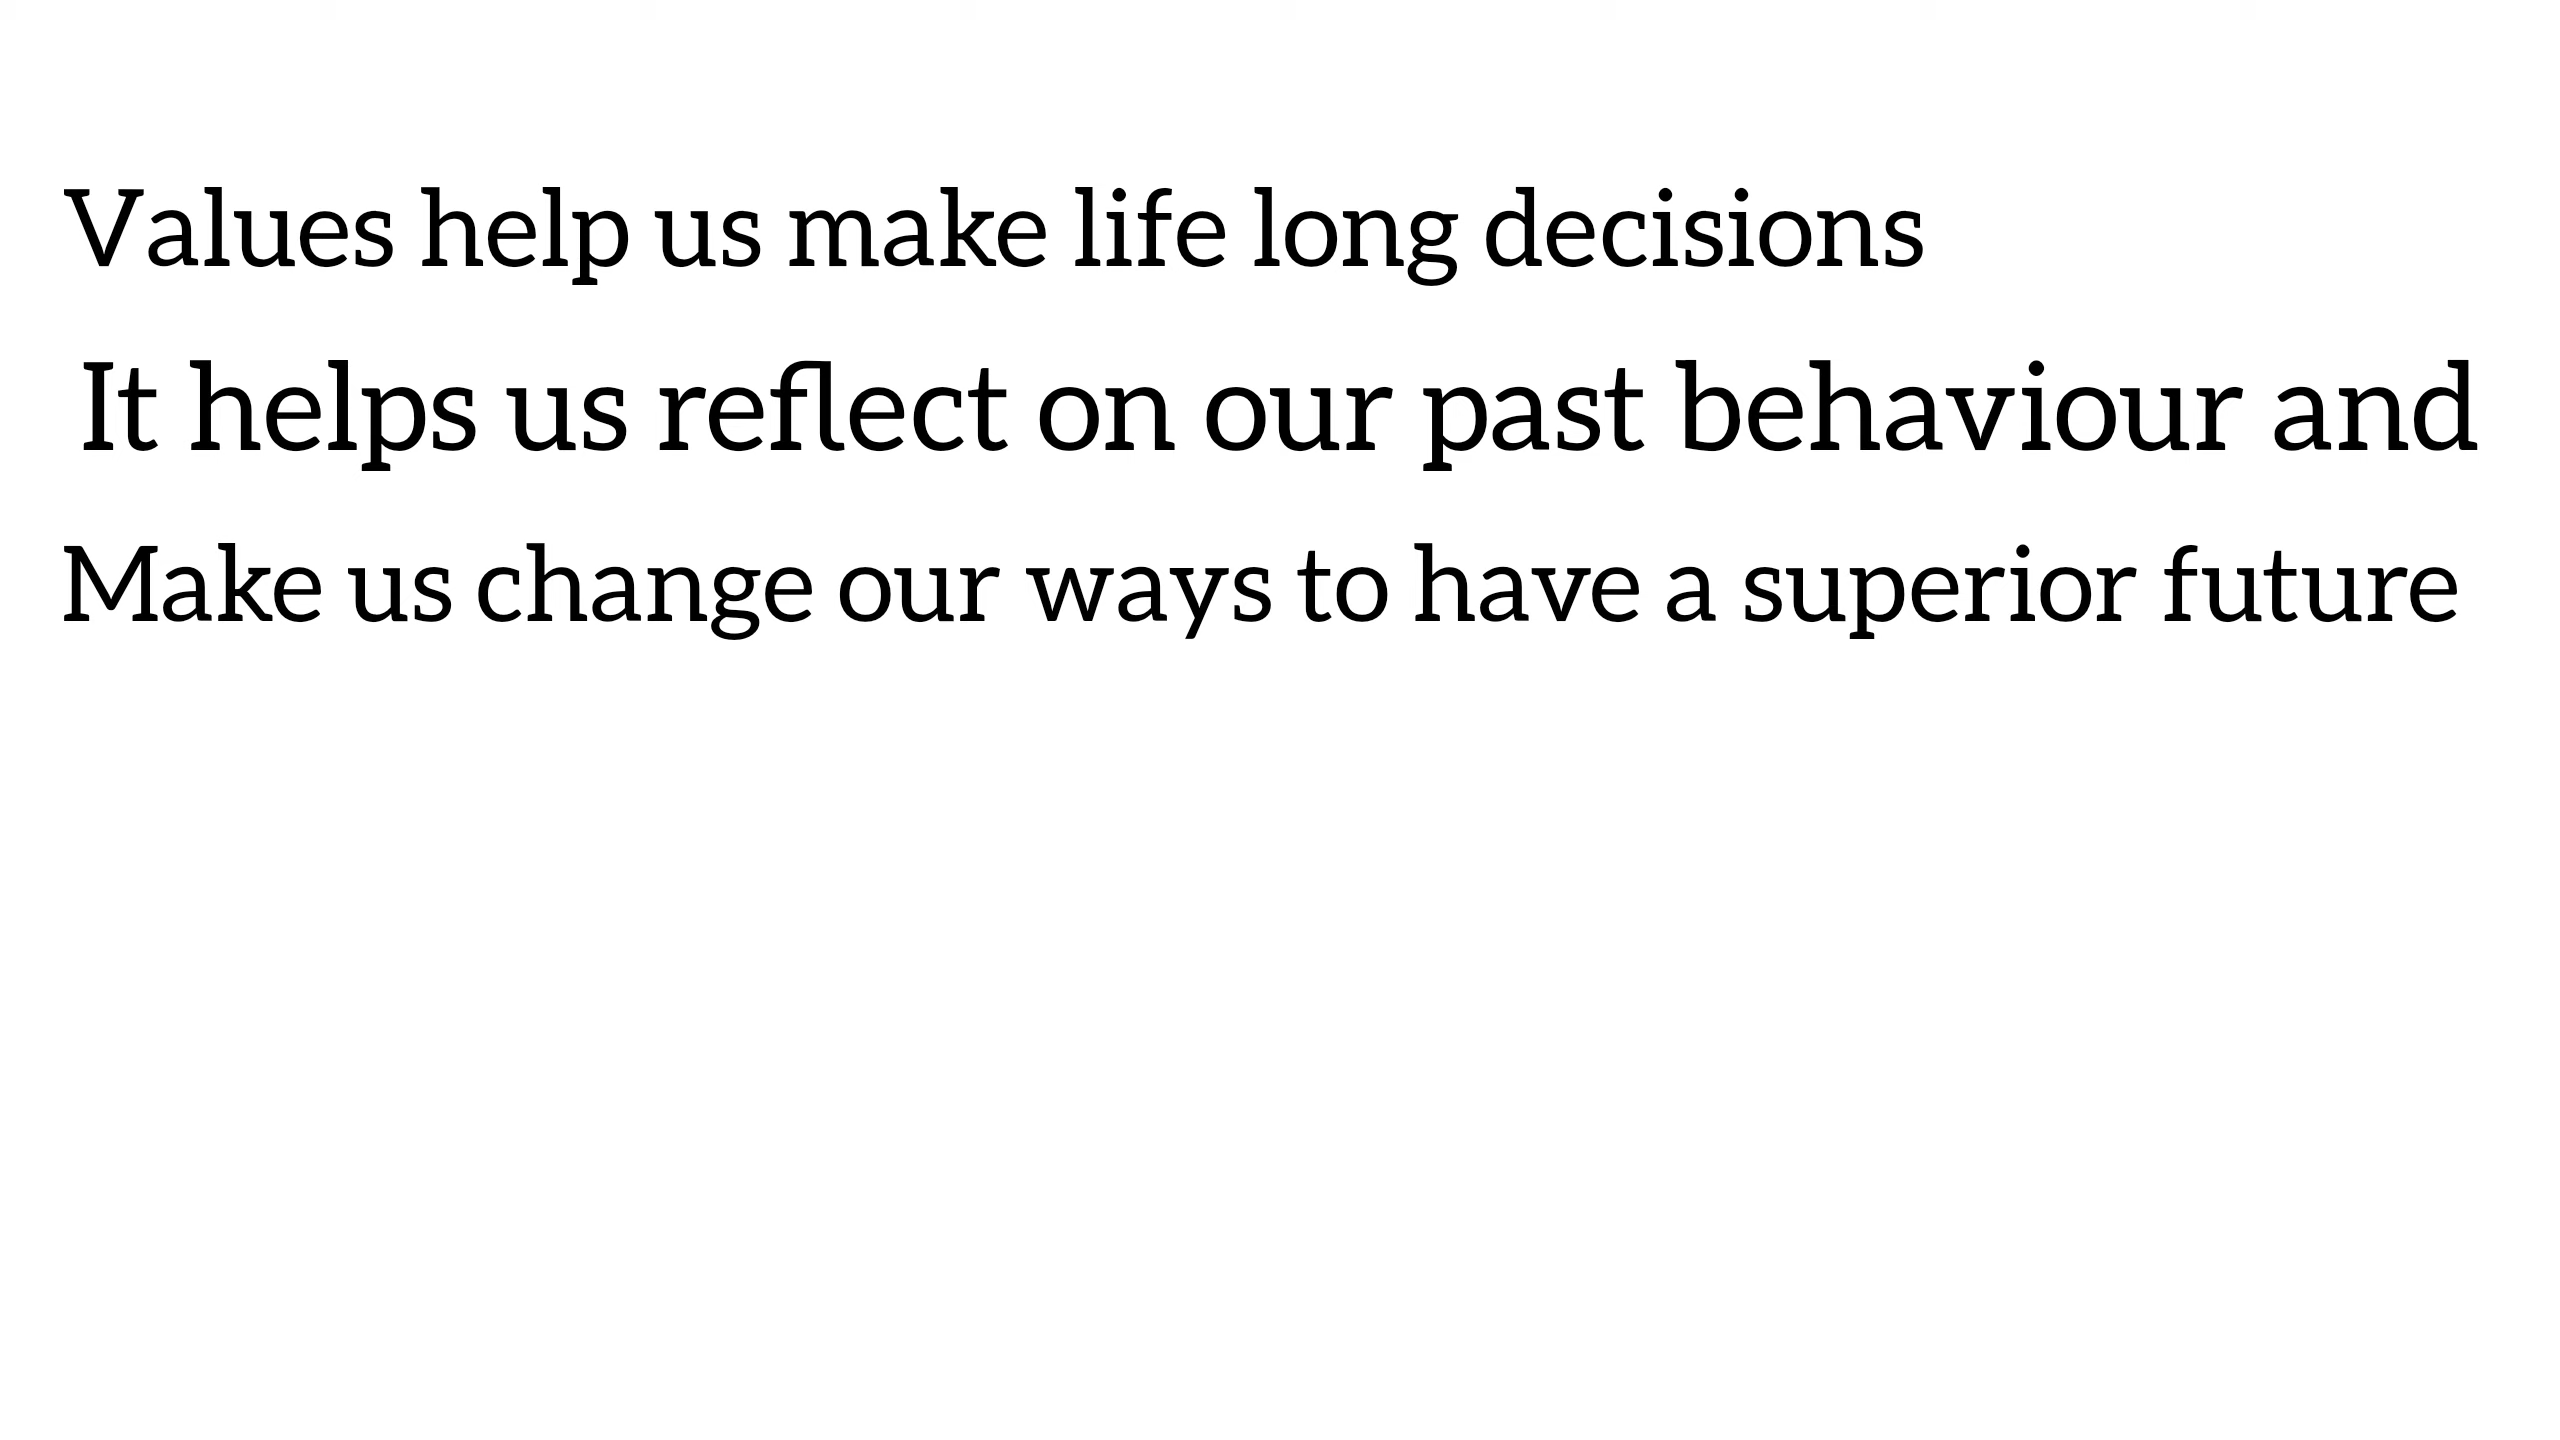 Values help us make life long decisions
It helps us reflect on our past behaviour and
Make us change our ways to have a superior future